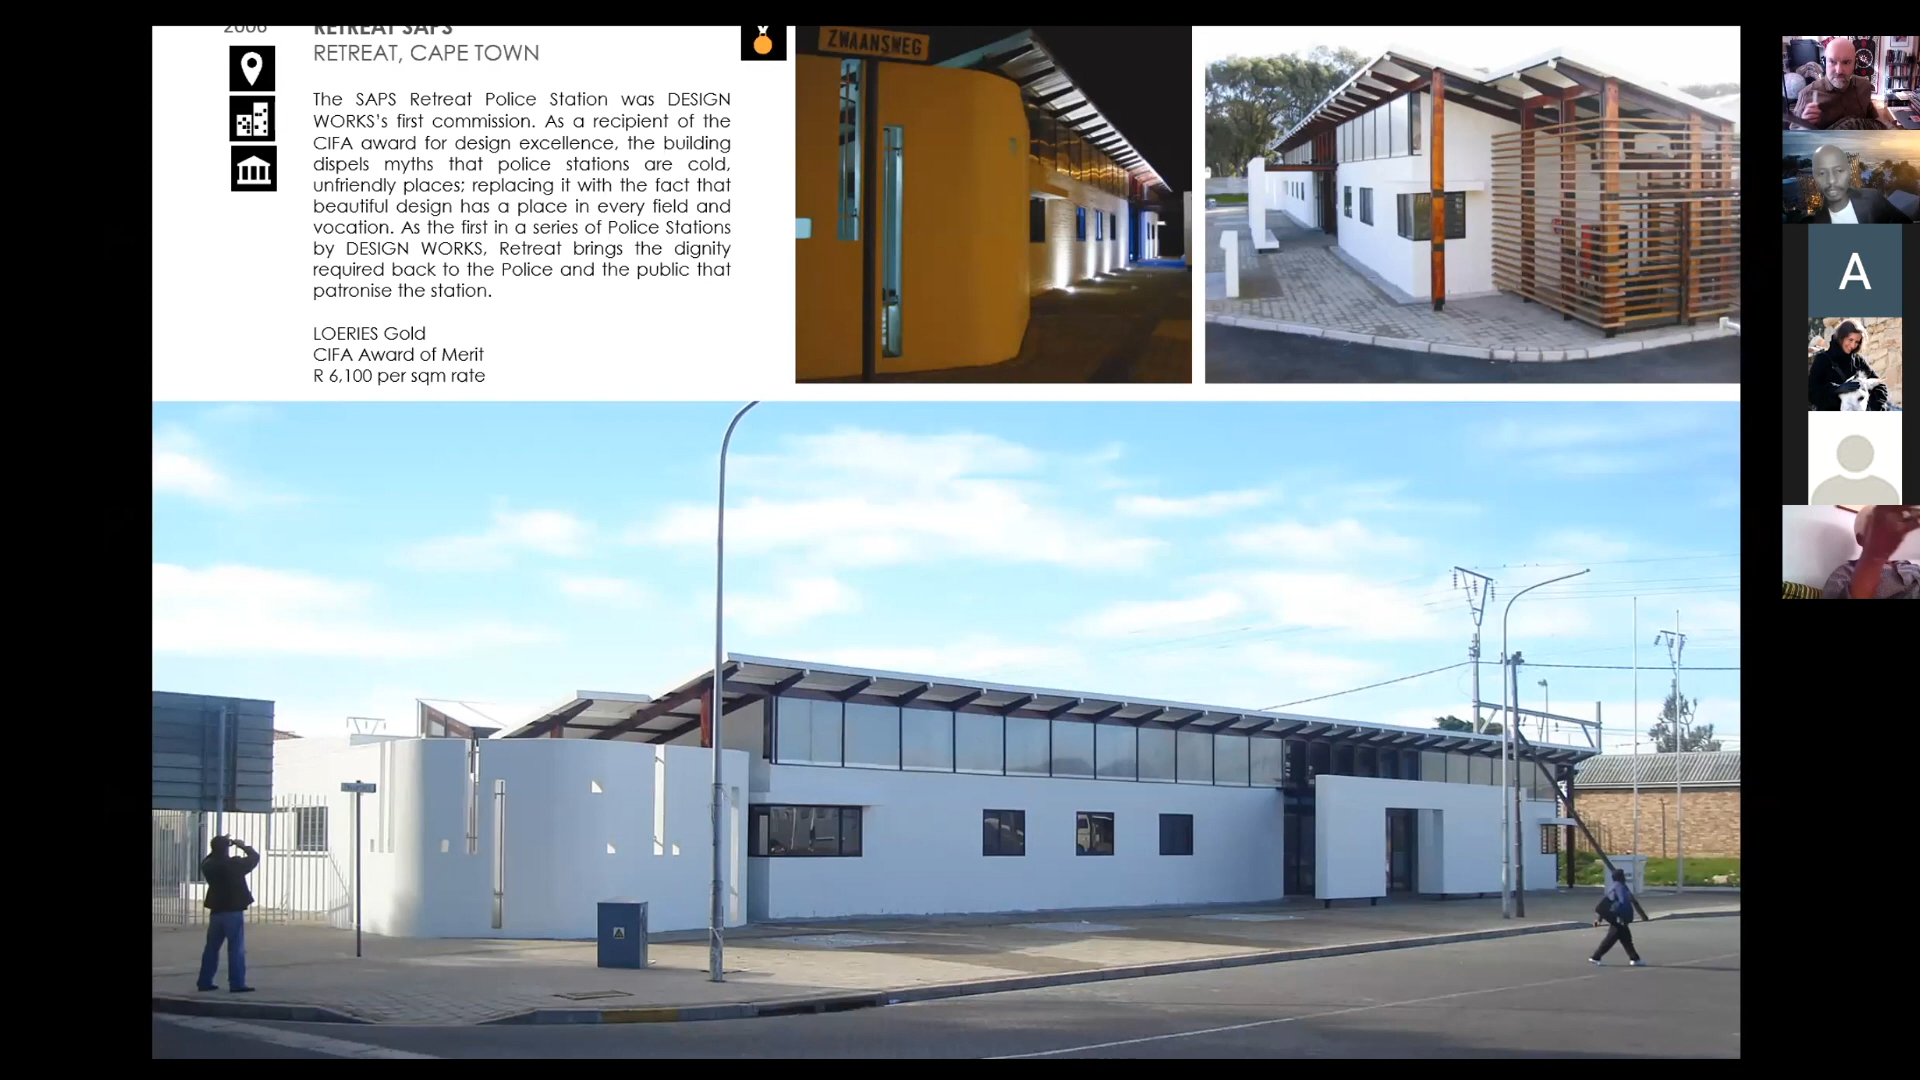 2006
RETREAT SAPS
RETREAT, CAPE TOWN
The SAPS Retreat Police Station was DESIGN
WORKS's first commission. As a recipient of the
CIFA award for design excellence, the building
dispels myths that police stations are cold,
unfriendly places; replacing it with the fact that
beautiful design has a place in every field and
vocation. As the first in a series of Police Stations
by DESIGN WORKS, Retreat brings the dignity
required back to the Police and the public that
patronise the station.
LOERIES Gold
CIFA Award of Merit
R 6,100 per sqm rate
ZWAANSWEG
A